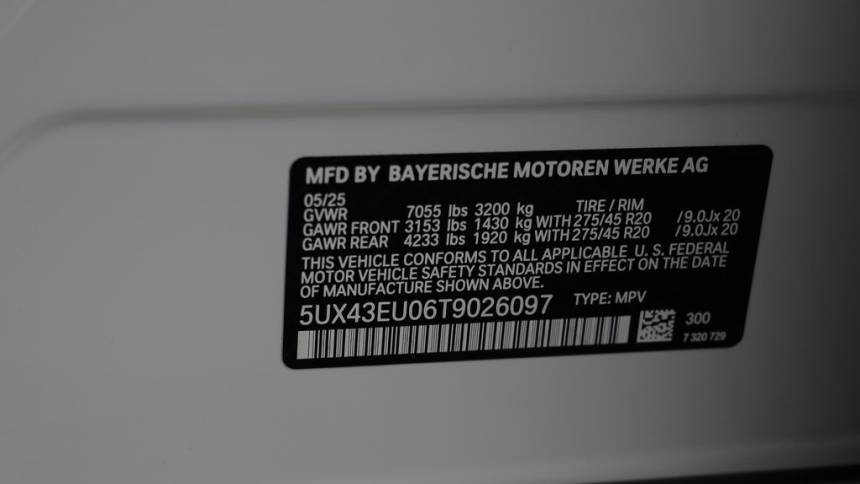 MFD BY BAYERISCHE MOTOREN WERKE AG
05/25
GVWR 7055 lbs 3200 kg TIRE / RIM
GAWR FRONT 3153 lbs 1430 kg WITH 275/45 R20 /9.0Jx 20
GAWR REAR 4233 lbs 1920 kg WITH 275/45 R20 /9.0Jx 20
THIS VEHICLE CONFORMS TO ALL APPLICABLE U. S. FEDERAL
MOTOR VEHICLE SAFETY STANDARDS IN EFFECT ON THE DATE
OF MANUFACTURE SHOWN ABOVE.
5UX43EU06T9026097 TYPE: MPV
300
7 320 729